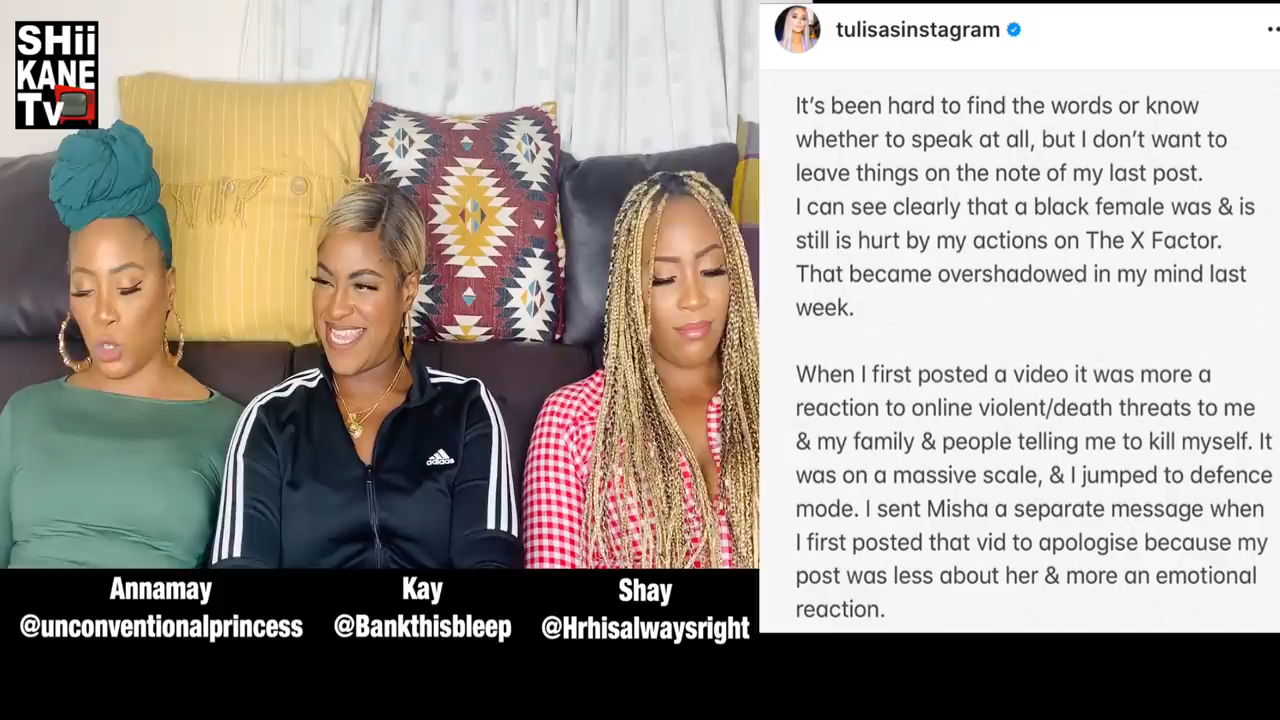 SHii
KANE
Tv
tulisasinstagram
It's been hard to find the words or know
whether to speak at all, but I don't want to
leave things on the note of my last post.
I can see clearly that a black female was & is
still is hurt by my actions on The X Factor.
That became overshadowed in my mind last
week.
When I first posted a video it was more a
reaction to online violent/death threats to me
& my family & people telling me to kill myself. It
was on a massive scale, & I jumped to defence
mode. I sent Misha a separate message when
I first posted that vid to apologise because my
post was less about her & more an emotional
reaction.
adidas
Annamay
@unconventionalprincess
Kay
@Bankthisbleep
Shay
@Hrhisalwaysright